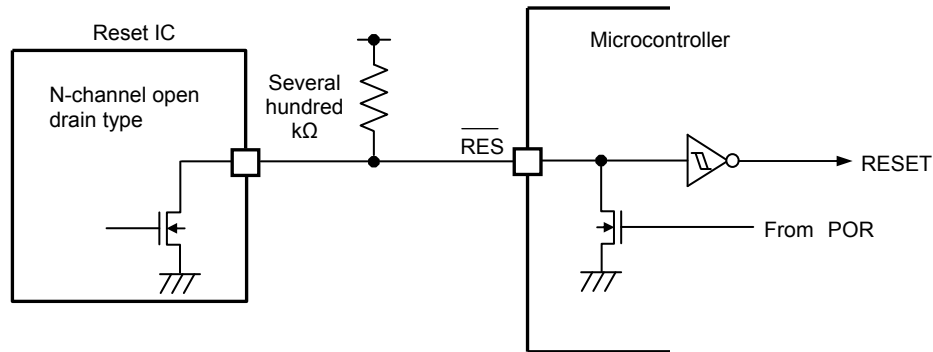 Reset IC
N-channel open
drain type
Several
hundred
kΩ
RES
Microcontroller
RESET
From POR